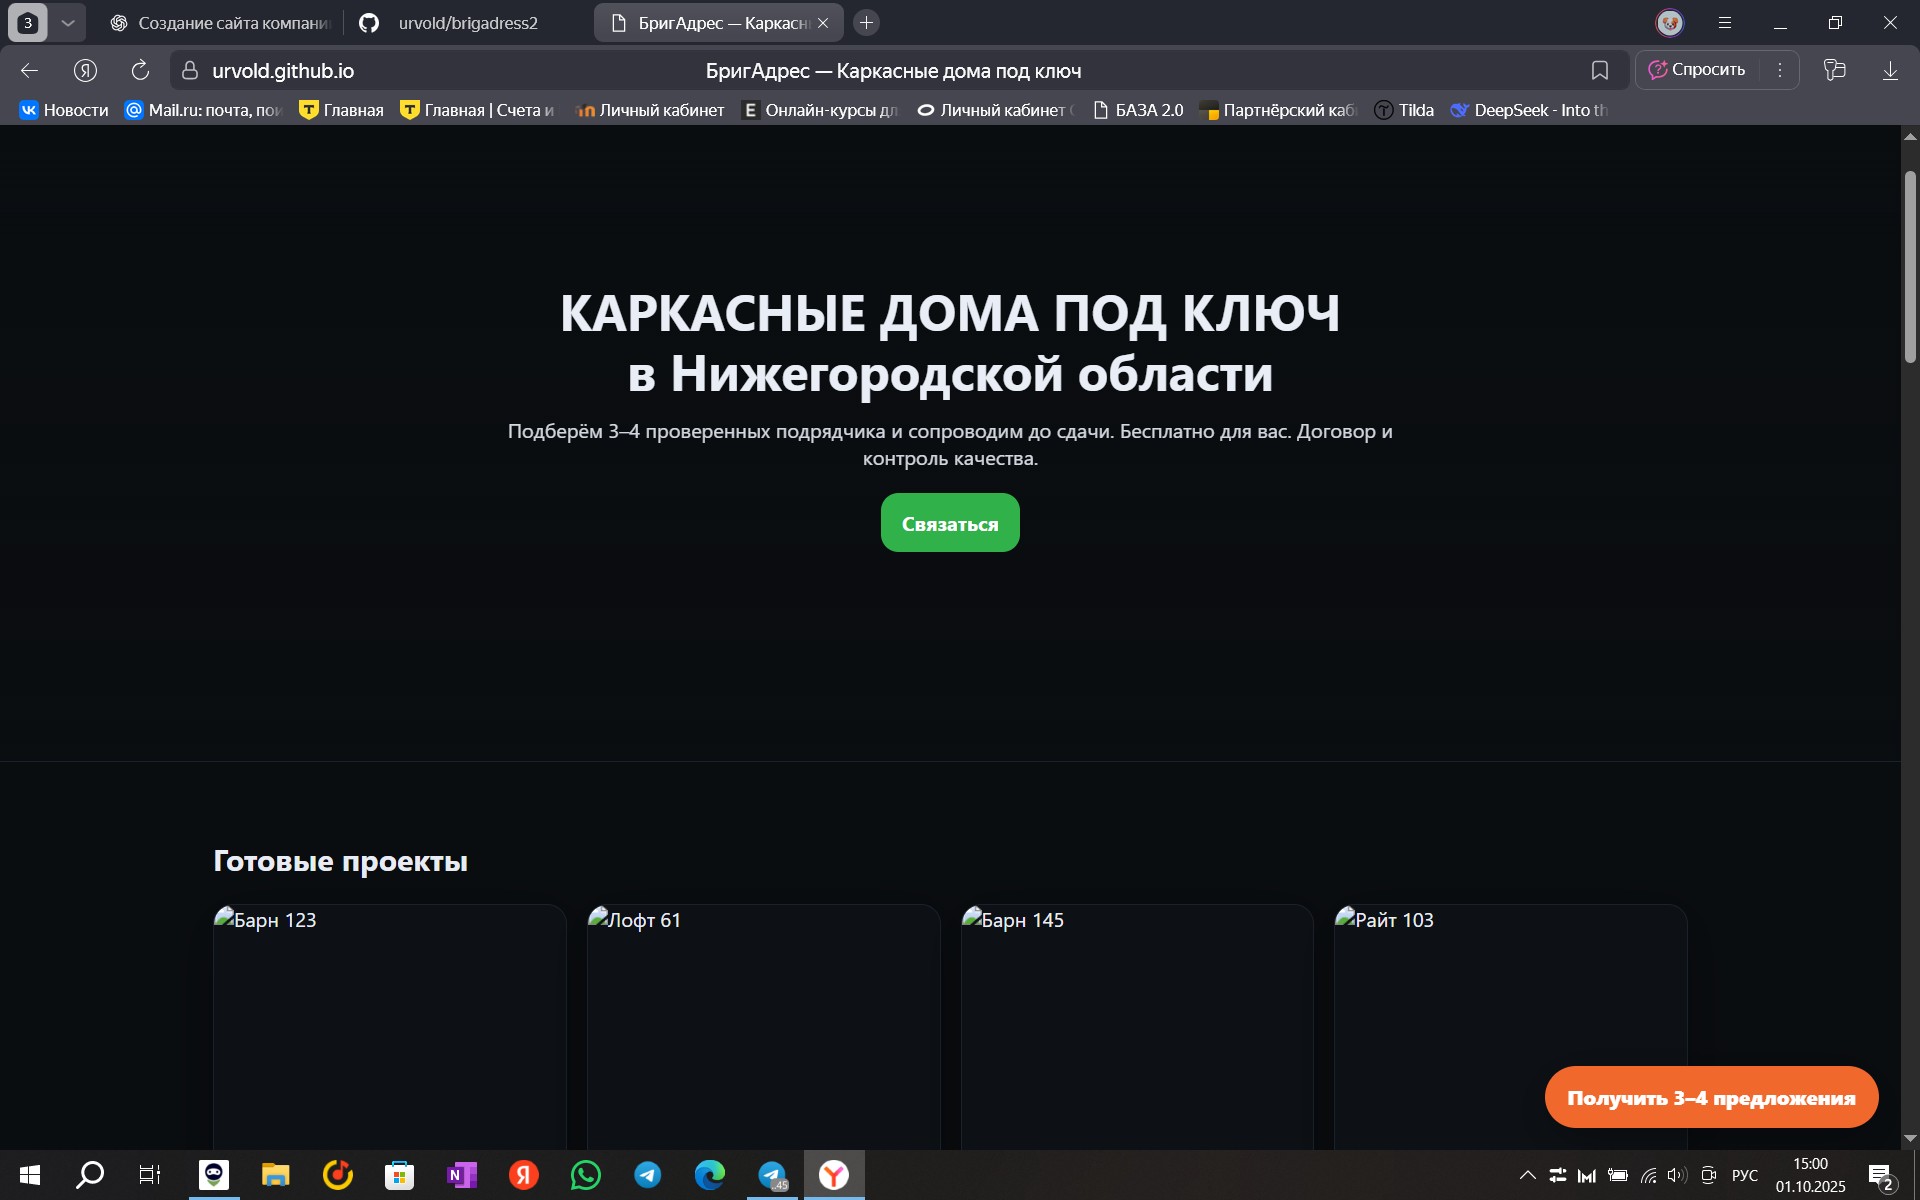 3
Создание сайта компани
urvold/brigadress2
БригАдрес — Каркасн
urvold.github.io
БригАдрес — Каркасные дома под ключ
Спросить
Новости
Mail.ru: почта, пои
Главная
Главная | Счета и
Личный кабинет
Онлайн-курсы дл
Личный кабинет
БАЗА 2.0
Партнёрский каб
Tilda
DeepSeek - Into th
КАРКАСНЫЕ ДОМА ПОД КЛЮЧ
в Нижегородской области
Подберём 3–4 проверенных подрядчика и сопроводим до сдачи. Бесплатно для вас. Договор и
контроль качества.
Связаться
Готовые проекты
Барн 123
Лофт 61
Барн 145
Райт 103
Получить 3–4 предложения
45
РУС
15:00
01.10.2025
2